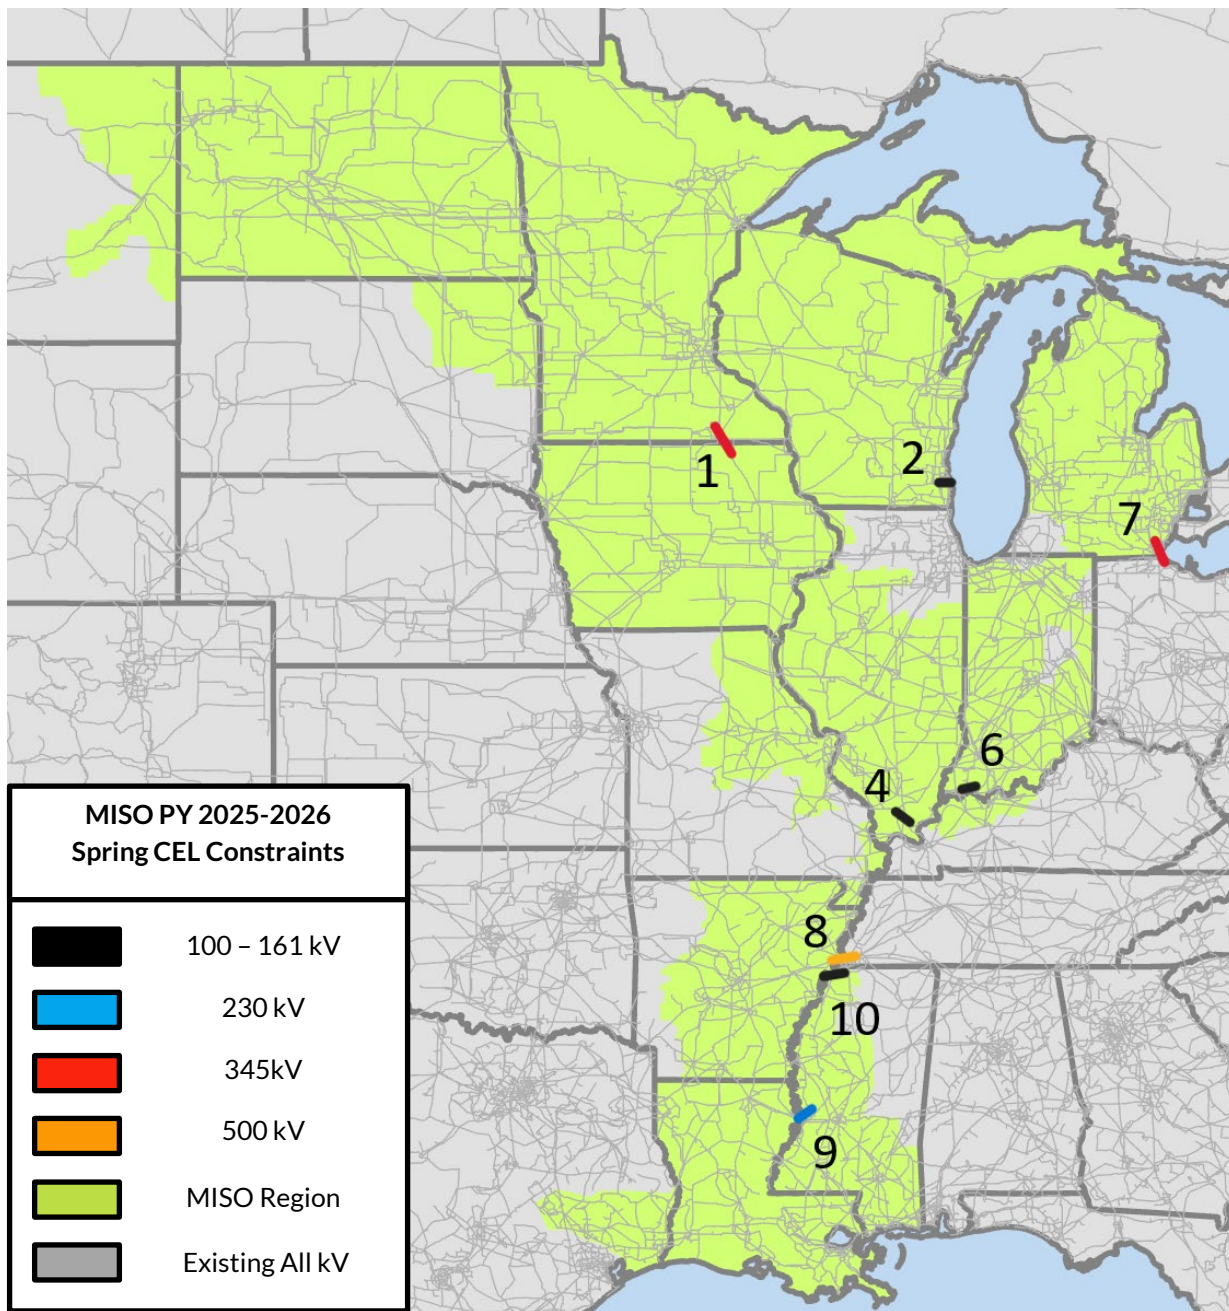 1
2
7
6
4
8
10
9
MISO PY 2025-2026
Spring CEL Constraints
100 – 161 kV
230 kV
345kV
500 kV
MISO Region
Existing All kV